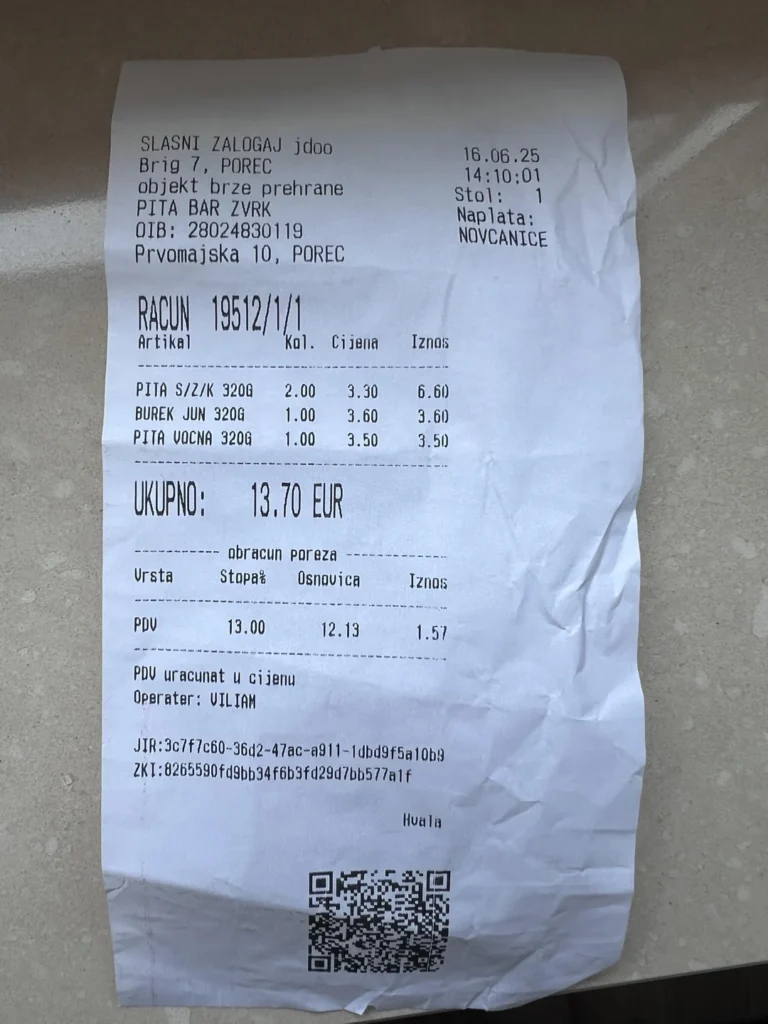 SLASNI ZALOGAJ jdoo
Brig 7, POREC
objekt brze prehrane
PITA BAR ZVRK
OIB: 28024830119
Prvomajska 10, POREC
16.06.25
14:10:01
Stol: 1
Naplata:
NOVCANICE
RACUN 19512/1/1
Artikal Kol. Cijena Iznos
PITA S/Z/K 320G 2.00 3.30 6.60
BUREK JUN 320G 1.00 3.60 3.60
PITA VOCNA 320G 1.00 3.50 3.50
UKUPNO: 13.70 EUR
---------- obracun poreza ------------
Vrsta Stopa% Osnovica Iznos
PDV 13.00 12.13 1.57
PDV uracunat u cijenu
Operater: VILIAM
JIR:3c7f7c60-36d2-47ac-a911-1dbd9f5a10b9
ZKI:8265590fd9bb34f6b3fd29d7bb577a1f
Hvala